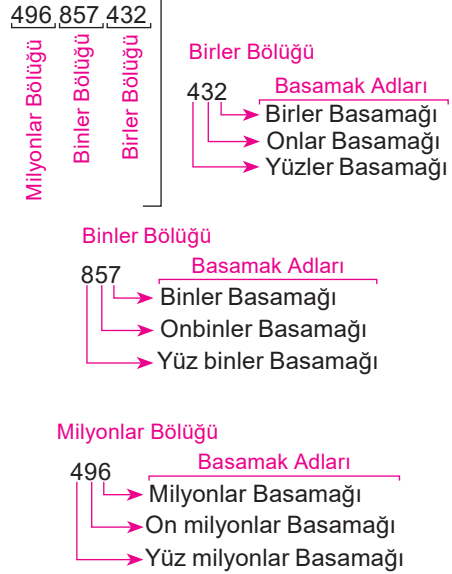 496 857 432
Milyonlar Bölüğü
Binler Bölüğü
Birler Bölüğü
Birler Bölüğü
432
Basamak Adları
Birler Basamağı
Onlar Basamağı
Yüzler Basamağı
Binler Bölüğü
857
Basamak Adları
Binler Basamağı
Onbinler Basamağı
Yüz binler Basamağı
Milyonlar Bölüğü
496
Basamak Adları
Milyonlar Basamağı
On milyonlar Basamağı
Yüz milyonlar Basamağı